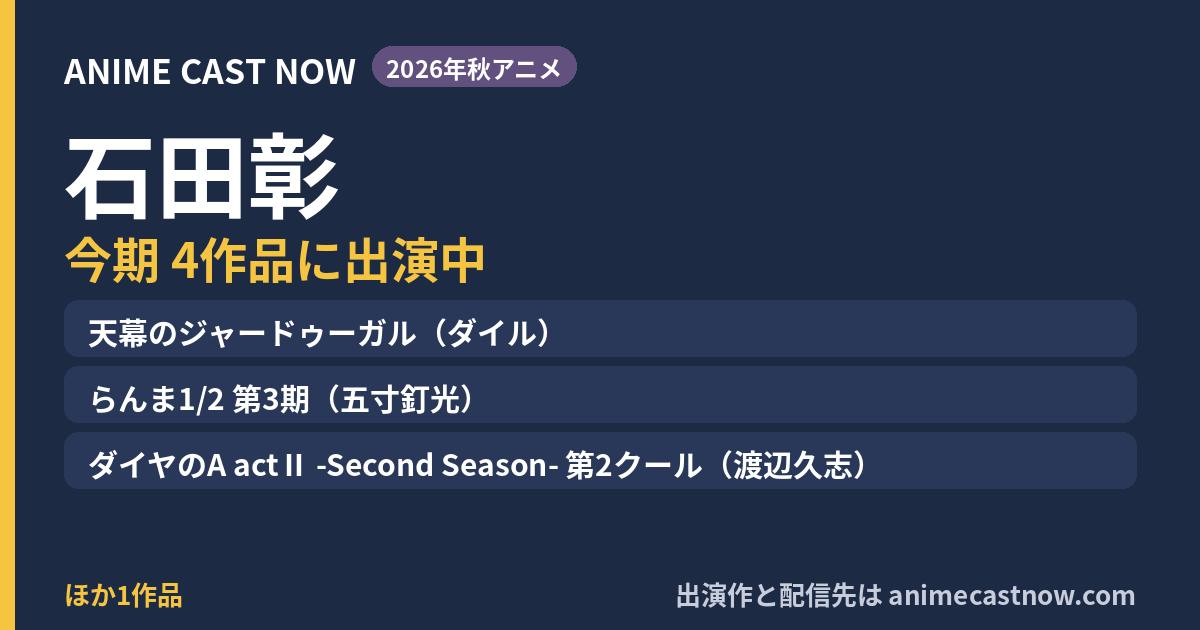 ANIME CAST NOW 2026年秋アニメ
石田彰
今期 4作品に出演中
天幕のジャードゥーガル（ダイル）
らんま1/2 第3期（五寸釘光）
ダイヤのA actⅡ -Second Season- 第2クール（渡辺久志）
ほか1作品 出演作と配信先は animecastnow.com